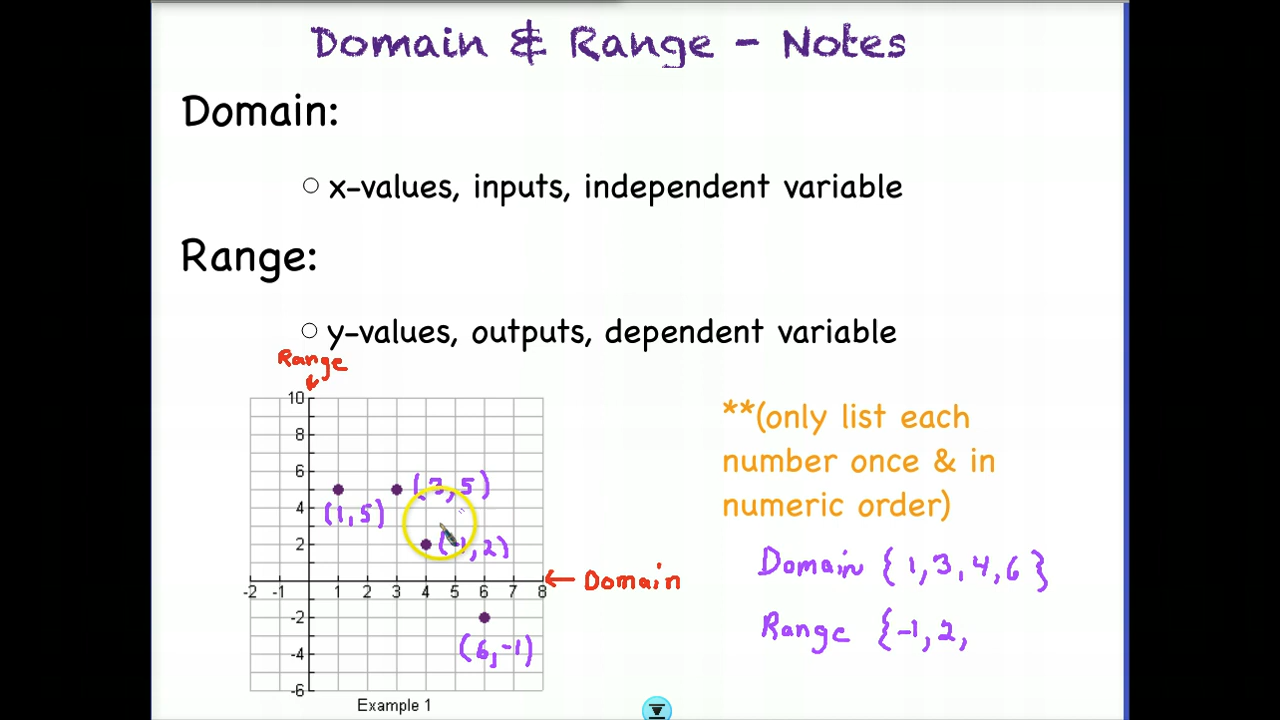 Domain & Range - Notes
Domain:
x-values, inputs, independent variable
Range:
y-values, outputs, dependent variable
Range
**(only list each
number once & in
numeric order)
10
8
6
4
2
-2
-4
-6
-2 -1 1 2 3 4 5 6 7 8
(3,5)
(1,5)
, 2)
(6,-1)
Domain
Domain { 1, 3, 4, 6 }
Range {-1, 2,
Example 1